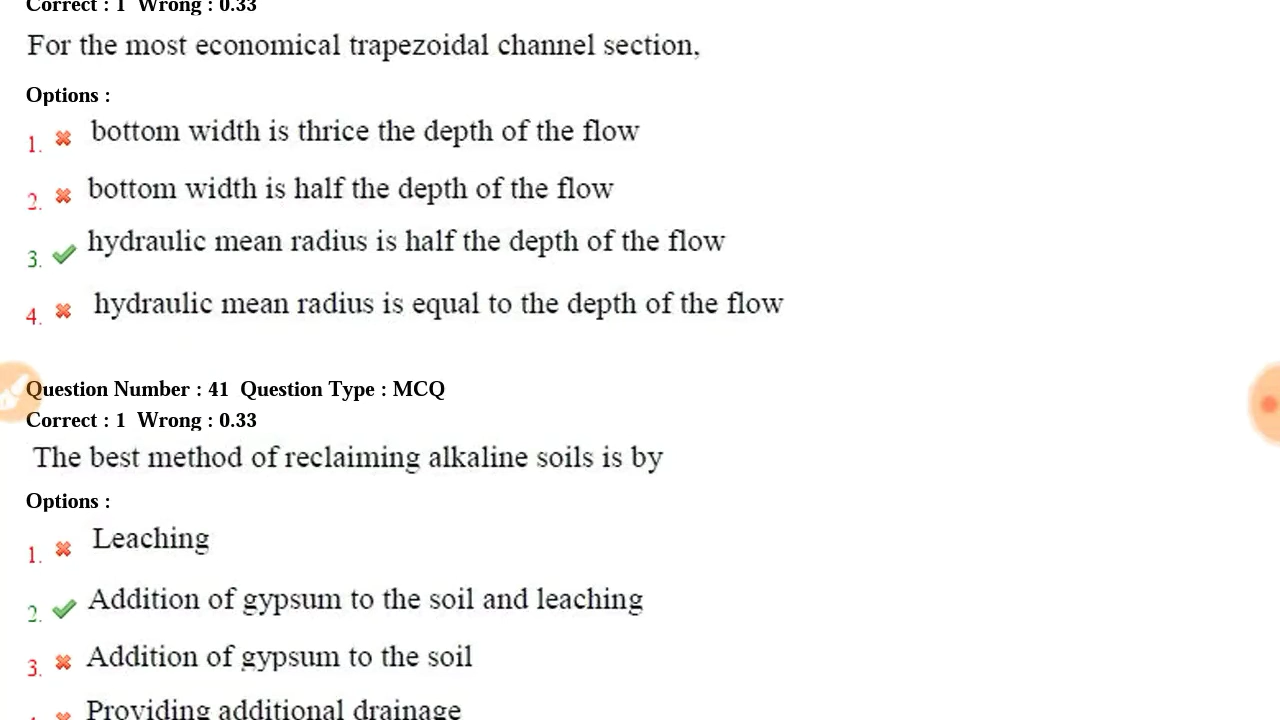 Correct : 1 Wrong : 0.33
For the most economical trapezoidal channel section,
Options :
1. bottom width is thrice the depth of the flow
2. bottom width is half the depth of the flow
3. hydraulic mean radius is half the depth of the flow
4. hydraulic mean radius is equal to the depth of the flow
Question Number : 41 Question Type : MCQ
Correct : 1 Wrong : 0.33
The best method of reclaiming alkaline soils is by
Options :
1. Leaching
2. Addition of gypsum to the soil and leaching
3. Addition of gypsum to the soil
Providing additional drainage